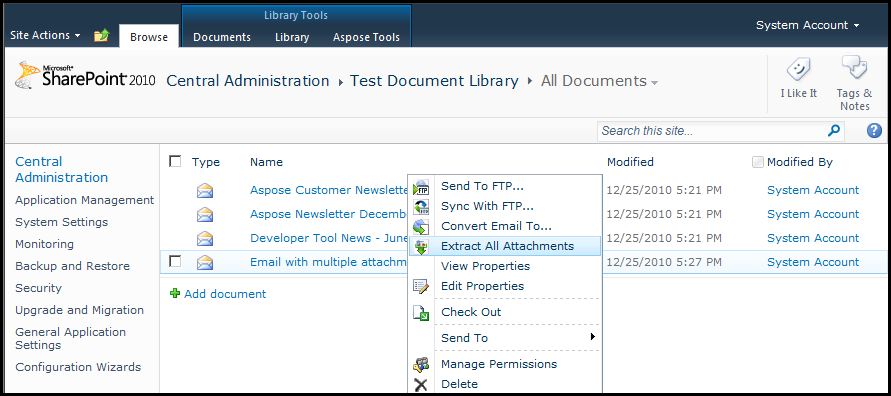 Library Tools
System Account
Site Actions Browse Documents Library Aspose Tools
Microsoft®
SharePoint® 2010 Central Administration Test Document Library All Documents
I Like It Tags &
Notes
Search this site...
Central
Administration
Application Management
System Settings
Monitoring
Backup and Restore
Security
Upgrade and Migration
General Application
Settings
Configuration Wizards
Type Name Modified Modified By
Aspose Customer Newslette 12/25/2010 5:21 PM System Account
Aspose Newsletter Decemb 12/25/2010 5:21 PM System Account
Developer Tool News - June 12/25/2010 5:21 PM System Account
Email with multiple attachm 12/25/2010 5:27 PM System Account
Add document
FTP
Send To FTP...
Sync With FTP...
Convert Email To...
Extract All Attachments
View Properties
Edit Properties
Check Out
Send To
Manage Permissions
Delete